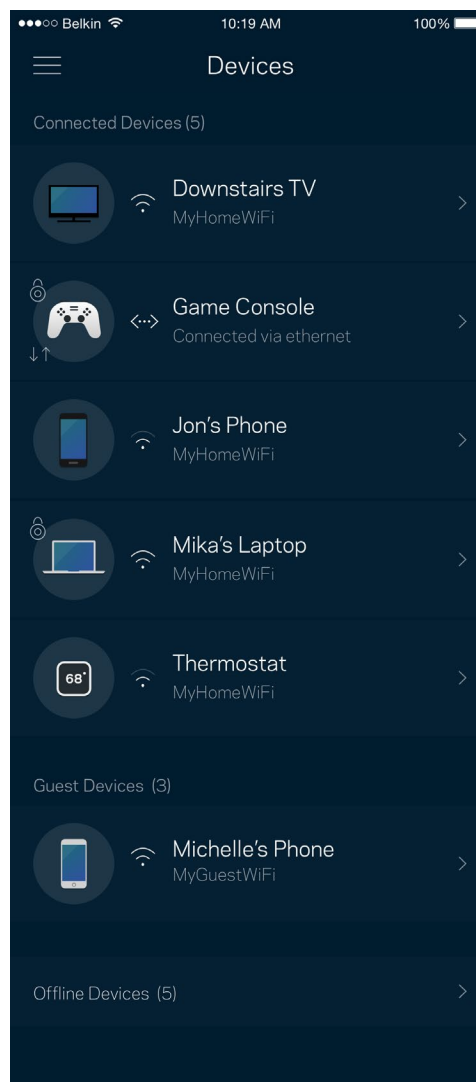 Belkin 10:19 AM 100%
Devices
Connected Devices (5)
Downstairs TV
MyHomeWiFi
Game Console
Connected via ethernet
Jon's Phone
MyHomeWiFi
Mika's Laptop
MyHomeWiFi
68°
Thermostat
MyHomeWiFi
Guest Devices (3)
Michelle's Phone
MyGuestWiFi
Offline Devices (5)